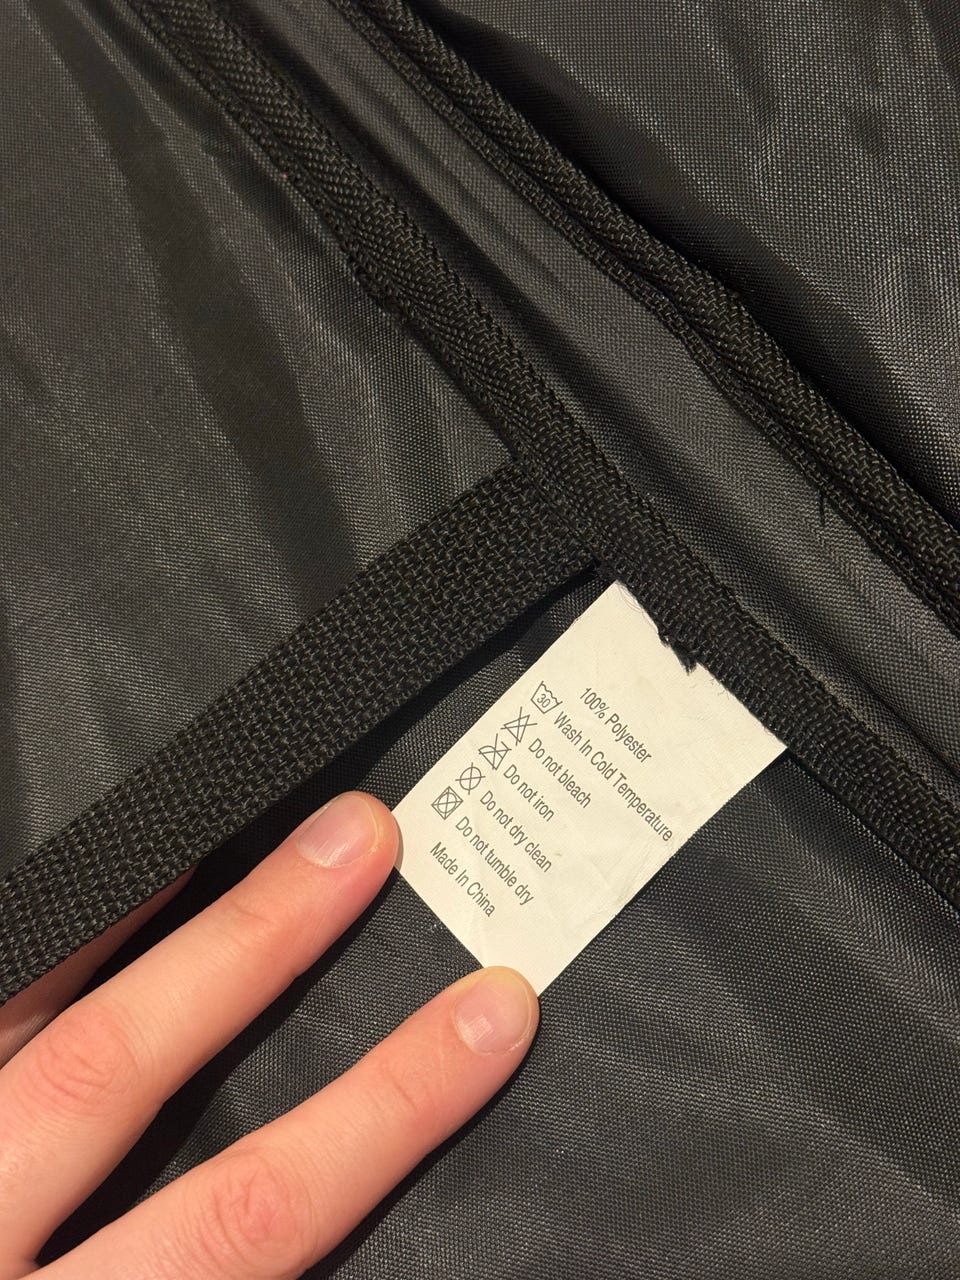 100% Polyester
30 Wash In Cold Temperature
Do not bleach
Do not iron
Do not dry clean
Do not tumble dry
Made In China